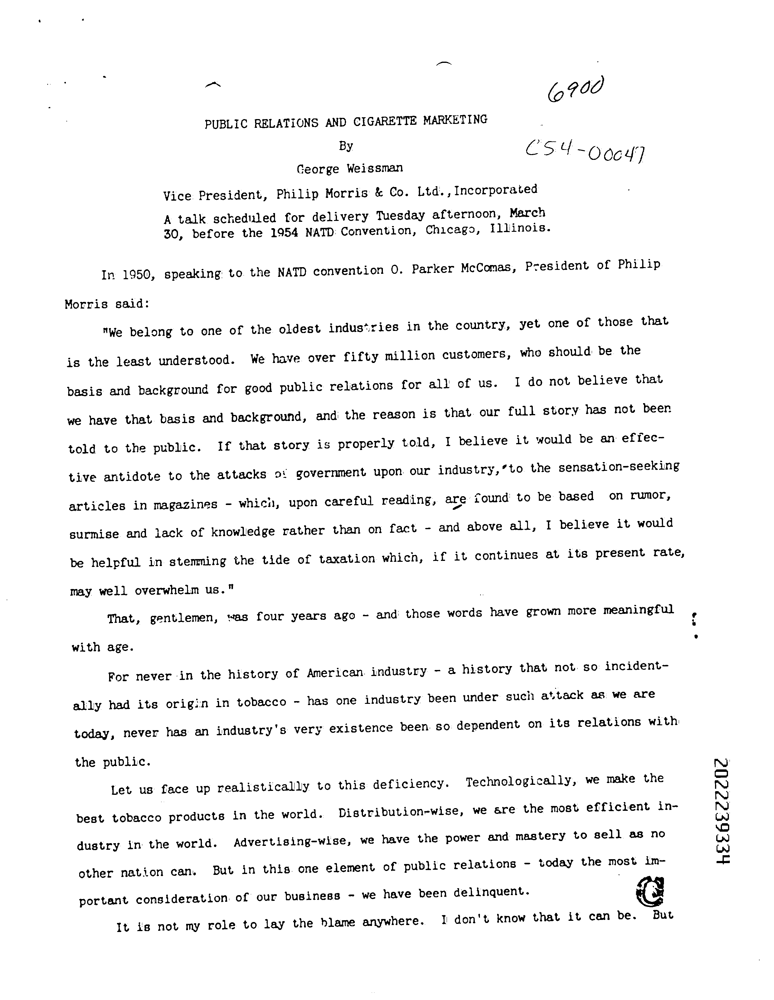 6900
PUBLIC RELATIONS AND CIGARETTE MARKETING
C54-00047
By
George Weissman
Vice President, Philip Morris & Co. Ltd., Incorporated
A talk scheduled for delivery Tuesday afternoon, March
30, before the 1954 NATD Convention, Chicago, Illinois.
In 1950, speaking to the NATD convention O. Parker McComas, President of Philip
Morris said:
"We belong to one of the oldest industries in the country, yet one of those that
is the least understood. We have over fifty million customers, who should be the
basis and background for good public relations for all of us. I do not believe that
we have that basis and background, and the reason is that our full story has not been
told to the public. If that story is properly told, I believe it would be an effec-
tive antidote to the attacks of government upon our industry, to the sensation-seeking
articles in magazines - which, upon careful reading, are found to be based on rumor,
surmise and lack of knowledge rather than on fact - and above all, I believe it would
be helpful in stemming the tide of taxation which, if it continues at its present rate,
may well overwhelm us."
That, gentlemen, was four years ago - and those words have grown more meaningful
with age.
For never in the history of American industry - a history that not so incident-
ally had its origin in tobacco - has one industry been under such attack as we are
today, never has an industry's very existence been so dependent on its relations with
the public.
Let us face up realistically to this deficiency. Technologically, we make the
best tobacco products in the world. Distribution-wise, we are the most efficient in-
dustry in the world. Advertising-wise, we have the power and mastery to sell as no
other nation can. But in this one element of public relations - today the most im-
portant consideration of our business - we have been delinquent.
It is not my role to lay the blame anywhere. I don't know that it can be. But
2022239334